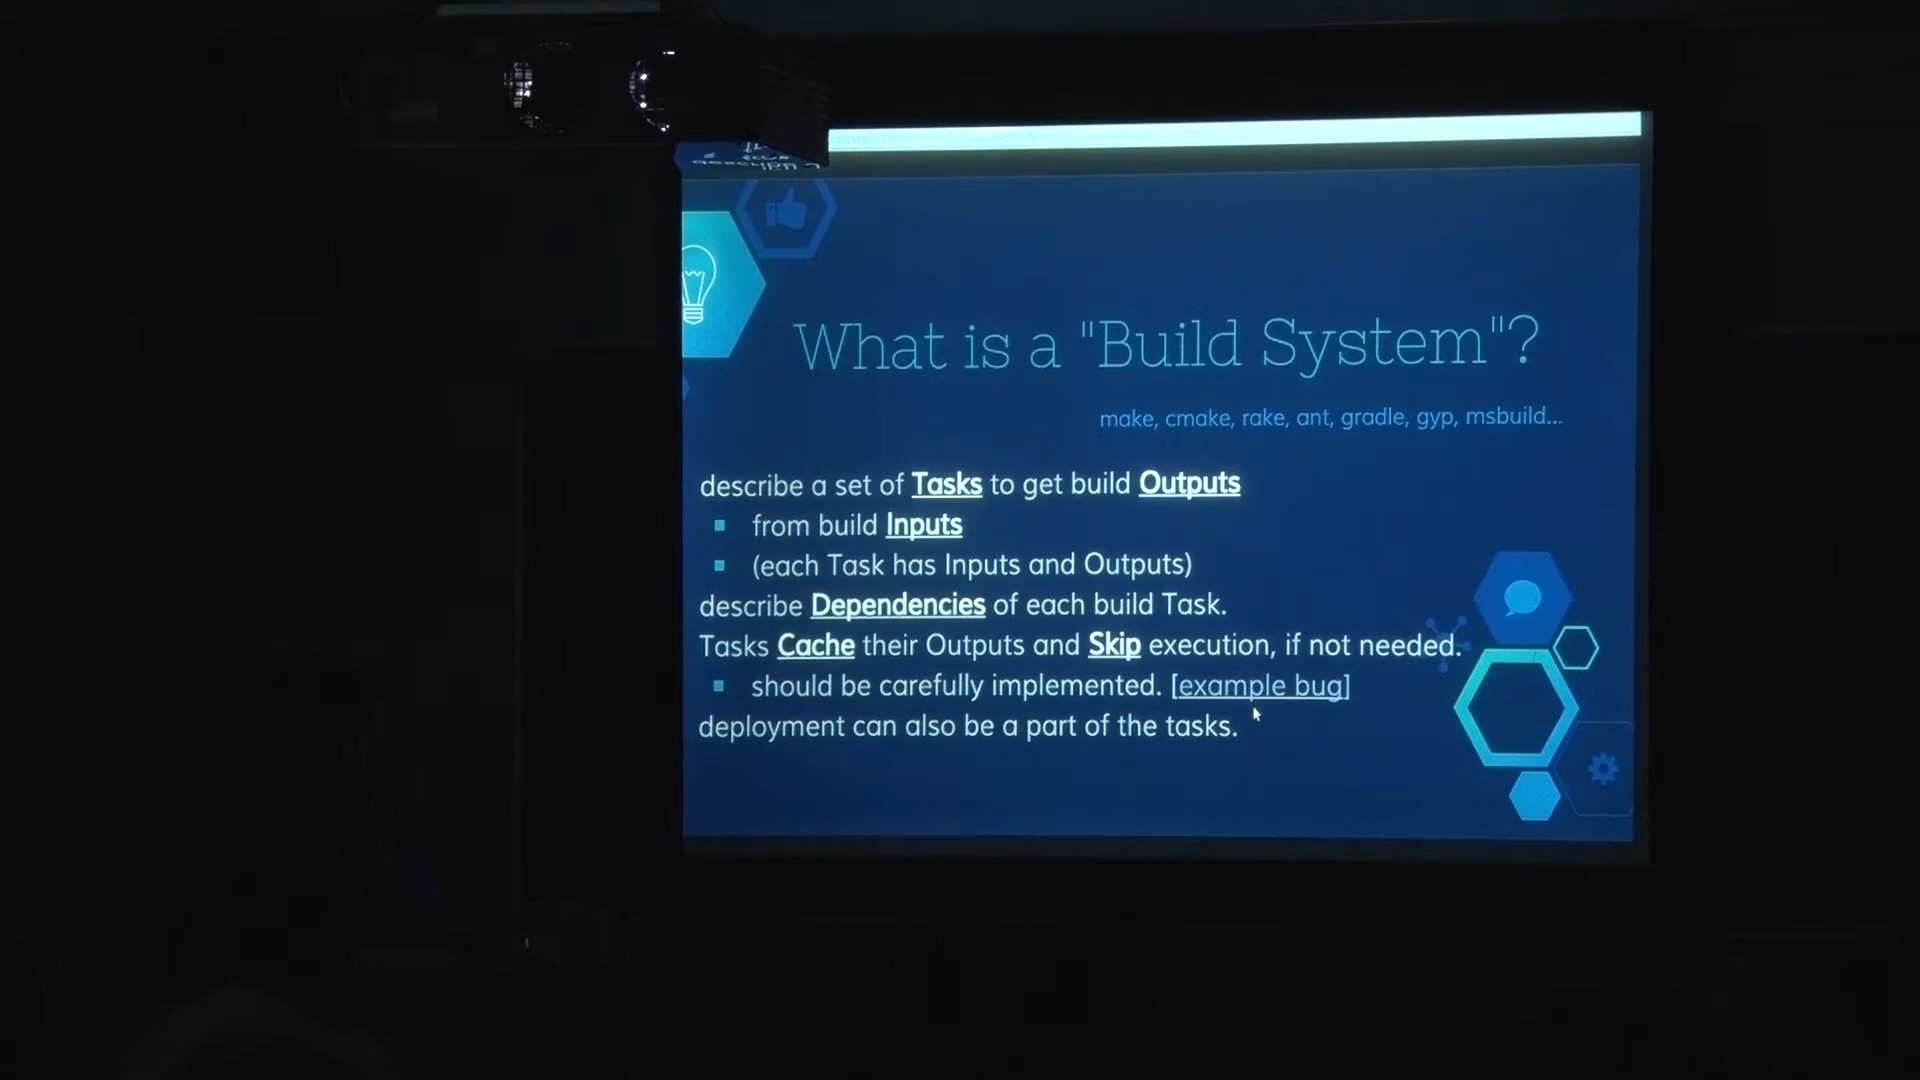 What is a "Build System"?
make, cmake, rake, ant, gradle, gyp, msbuild...
describe a set of Tasks to get build Outputs
from build Inputs
(each Task has Inputs and Outputs)
describe Dependencies of each build Task.
Tasks Cache their Outputs and Skip execution, if not needed.
should be carefully implemented. [example bug]
deployment can also be a part of the tasks.